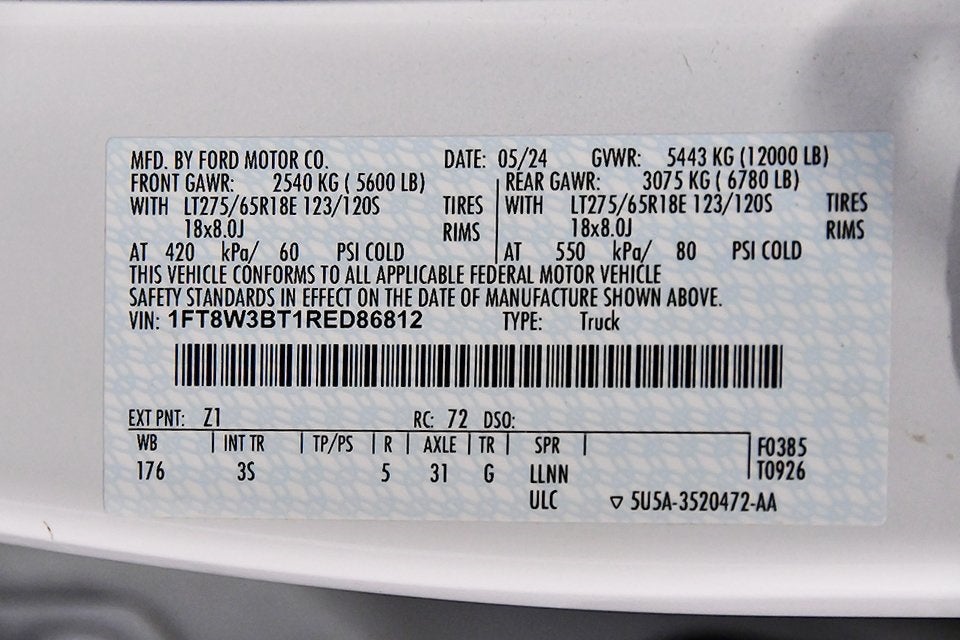 MFD. BY FORD MOTOR CO. DATE: 05/24 GVWR: 5443 KG (12000 LB)
FRONT GAWR: 2540 KG ( 5600 LB) REAR GAWR: 3075 KG ( 6780 LB)
WITH LT275/65R18E 123/120S TIRES WITH LT275/65R18E 123/120S TIRES
18x8.0J RIMS 18x8.0J RIMS
AT 420 kPa/ 60 PSI COLD AT 550 kPa/ 80 PSI COLD
THIS VEHICLE CONFORMS TO ALL APPLICABLE FEDERAL MOTOR VEHICLE
SAFETY STANDARDS IN EFFECT ON THE DATE OF MANUFACTURE SHOWN ABOVE.
VIN: 1FT8W3BT1RED86812 TYPE: Truck
EXT PNT: Z1 RC: 72 DSO:
WB INT TR TP/PS R AXLE TR SPR F0385
176 3S 5 31 G LLNN T0926
ULC 5U5A-3520472-AA